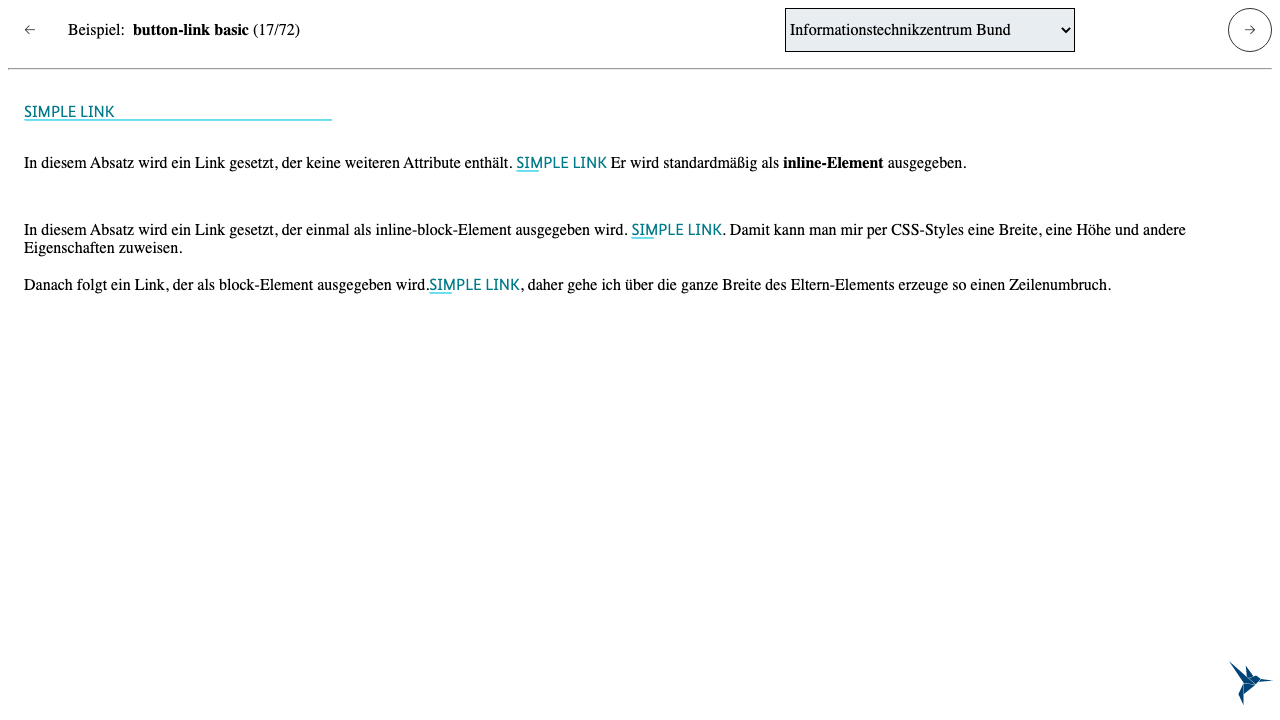 Beispiel: button-link basic (17/72)
Informationstechnikzentrum Bund
SIMPLE LINK
In diesem Absatz wird ein Link gesetzt, der keine weiteren Attribute enthält. SIMPLE LINK Er wird standardmäßig als inline-Element ausgegeben.
In diesem Absatz wird ein Link gesetzt, der einmal als inline-block-Element ausgegeben wird. SIMPLE LINK. Damit kann man mir per CSS-Styles eine Breite, eine Höhe und andere
Eigenschaften zuweisen.
Danach folgt ein Link, der als block-Element ausgegeben wird.SIMPLE LINK, daher gehe ich über die ganze Breite des Eltern-Elements erzeuge so einen Zeilenumbruch.